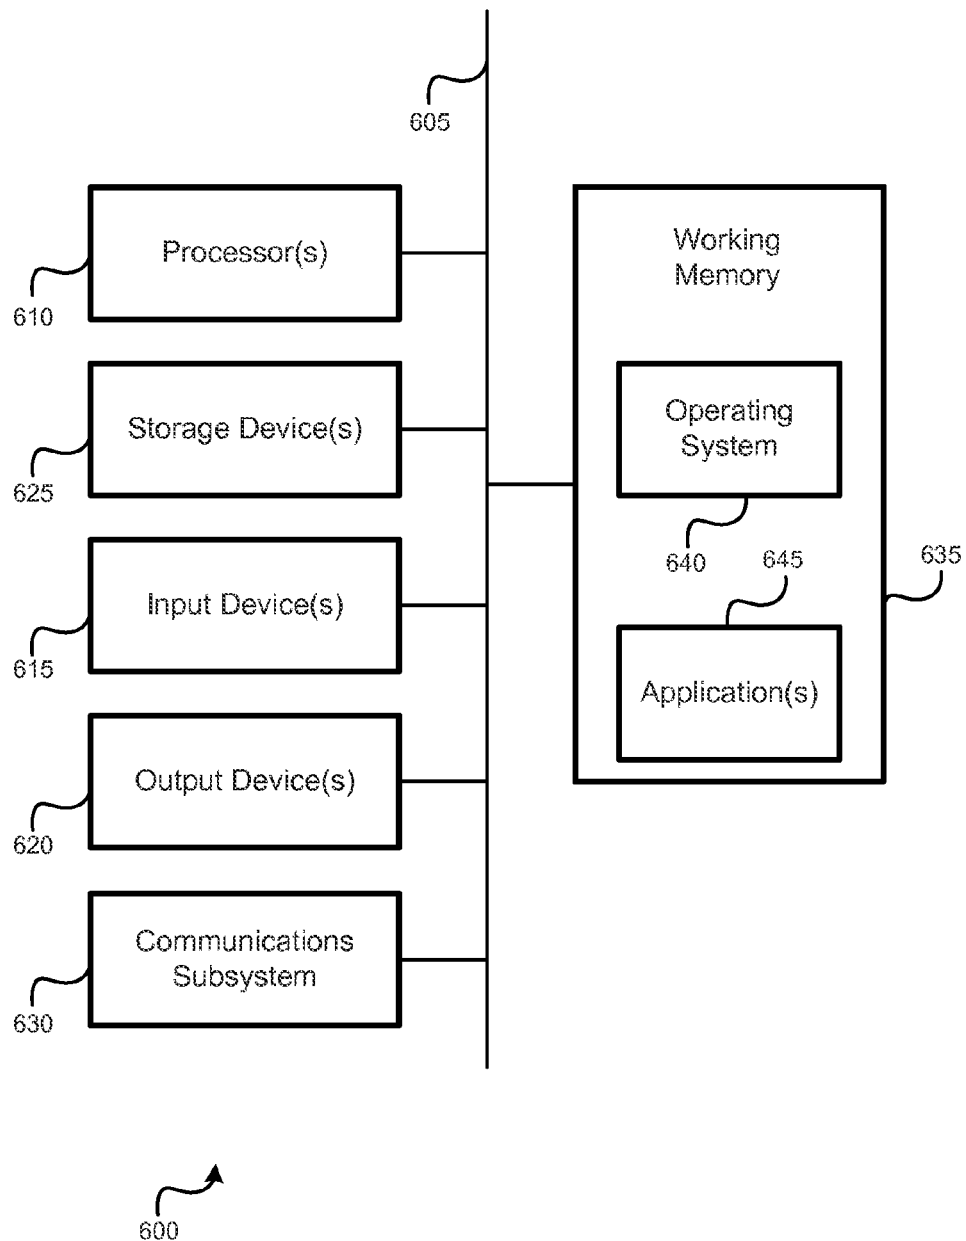 605
Processor(s)
610
Storage Device(s)
625
Input Device(s)
615
Output Device(s)
620
Communications
Subsystem
630
Working
Memory
Operating
System
640
645
635
Application(s)
600